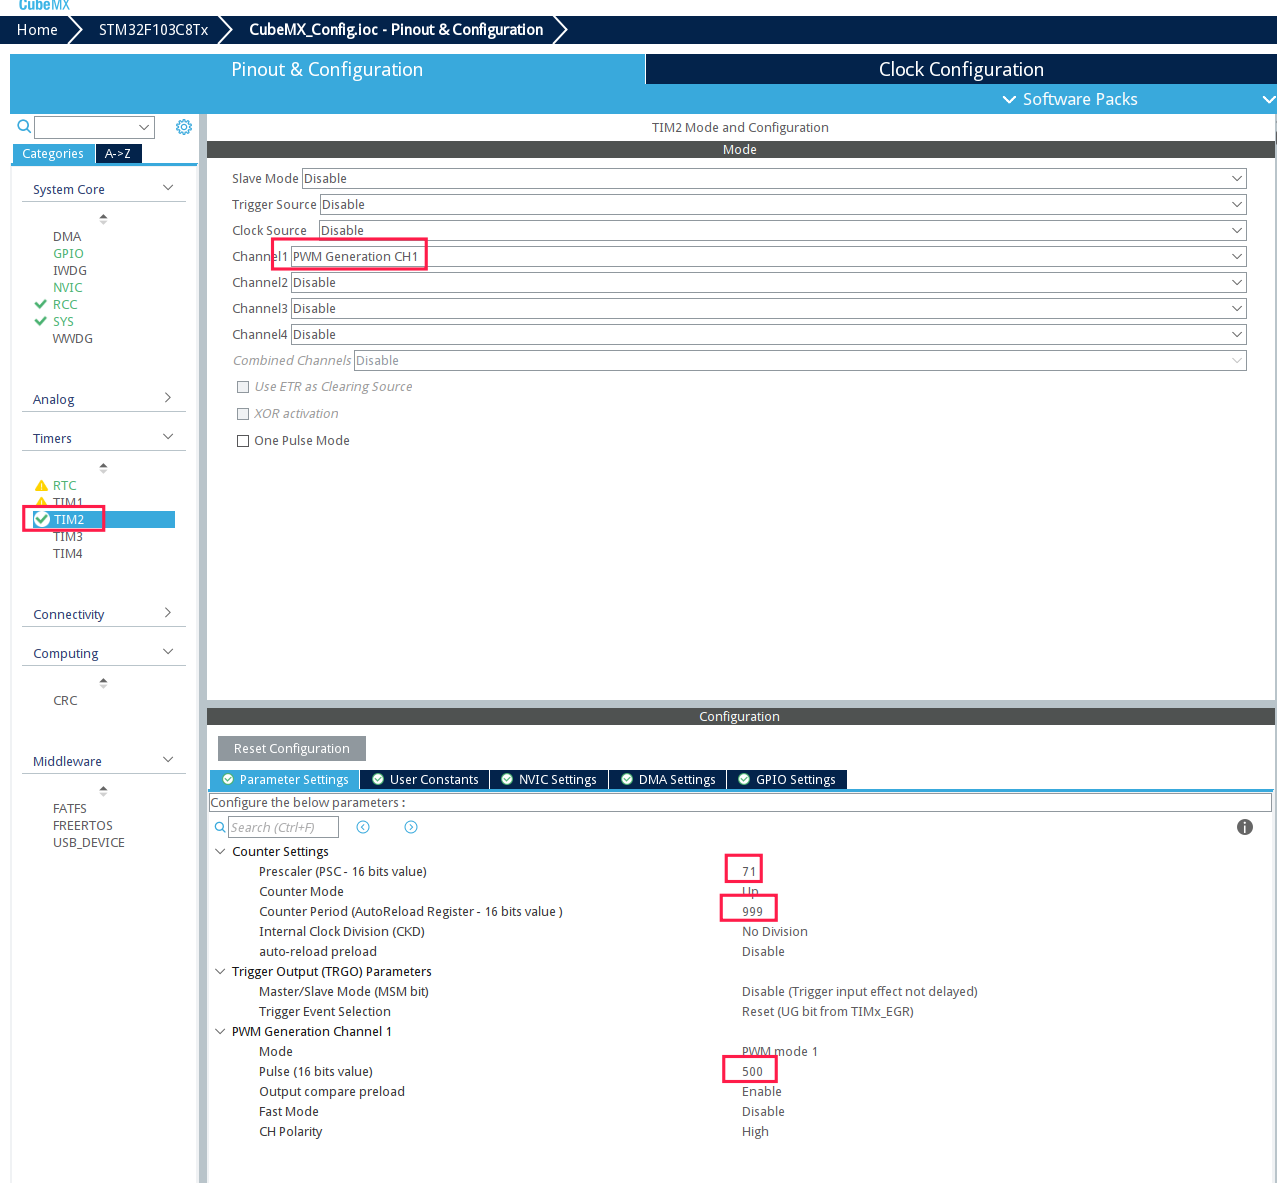 CubeMX
Home STM32F103C8Tx CubeMX_Config.ioc - Pinout & Configuration
Pinout & Configuration Clock Configuration
Software Packs
Categories A->Z
System Core
DMA
GPIO
IWDG
NVIC
RCC
SYS
WWDG
Analog
Timers
RTC
TIM1
TIM2
TIM3
TIM4
Connectivity
Computing
CRC
Middleware
FATFS
FREERTOS
USB_DEVICE
TIM2 Mode and Configuration
Mode
Slave Mode Disable
Trigger Source Disable
Clock Source Disable
Channel1 PWM Generation CH1
Channel2 Disable
Channel3 Disable
Channel4 Disable
Combined Channels Disable
Use ETR as Clearing Source
XOR activation
One Pulse Mode
Configuration
Reset Configuration
Parameter Settings User Constants NVIC Settings DMA Settings GPIO Settings
Configure the below parameters :
Search (Ctrl+F)
Counter Settings
Prescaler (PSC - 16 bits value) 71
Counter Mode Up
Counter Period (AutoReload Register - 16 bits value ) 999
Internal Clock Division (CKD) No Division
auto-reload preload Disable
Trigger Output (TRGO) Parameters
Master/Slave Mode (MSM bit) Disable (Trigger input effect not delayed)
Trigger Event Selection Reset (UG bit from TIMx_EGR)
PWM Generation Channel 1
Mode PWM mode 1
Pulse (16 bits value) 500
Output compare preload Enable
Fast Mode Disable
CH Polarity High